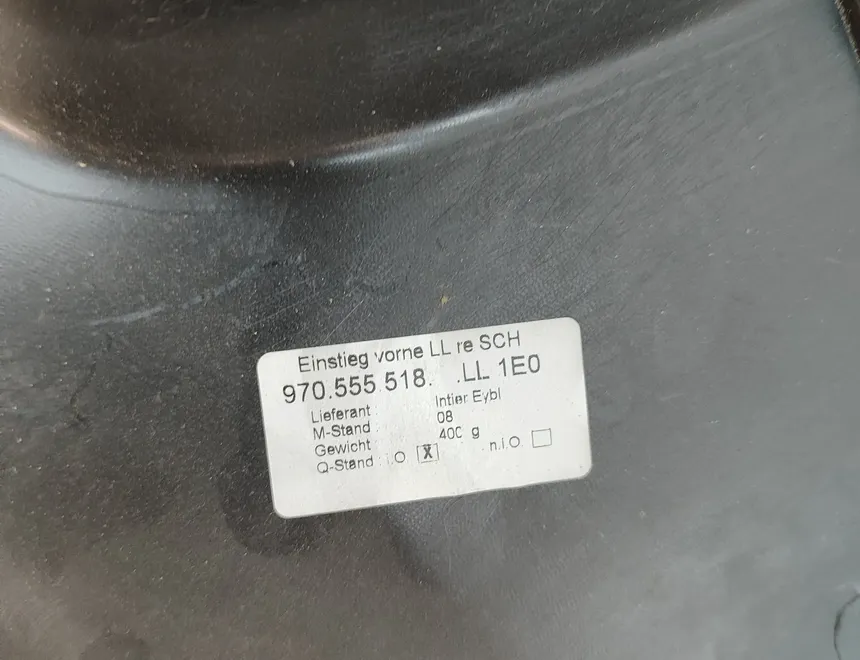 Einstieg vorne LL re SCH
970.555.518. .LL 1E0
Lieferant : Intier Eybl
M-Stand : 08
Gewicht : 400 g
Q-Stand : i.O X n.i.O